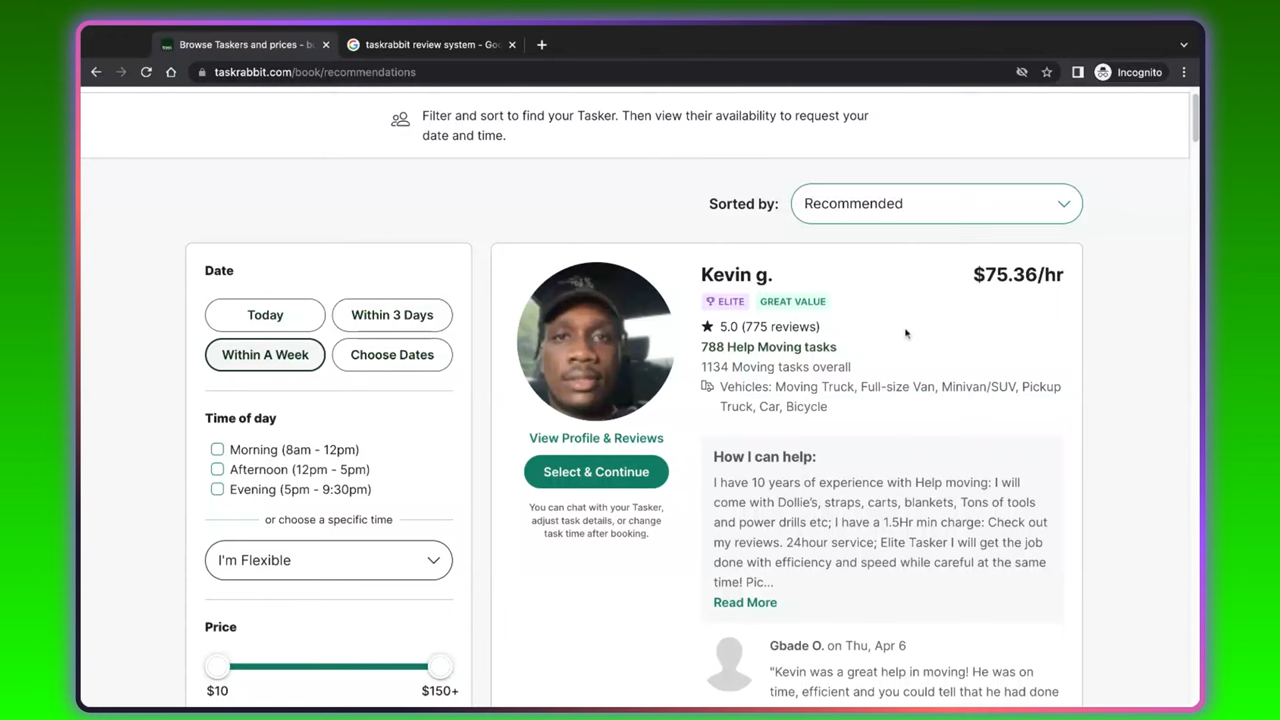 Browse Taskers and prices - bo
taskrabbit review system - Goo
taskrabbit.com/book/recommendations
Incognito
Filter and sort to find your Tasker. Then view their availability to request your
date and time.
Sorted by:
Recommended
Date
Today
Within 3 Days
Within A Week
Choose Dates
Time of day
Morning (8am - 12pm)
Afternoon (12pm - 5pm)
Evening (5pm - 9:30pm)
or choose a specific time
I'm Flexible
Price
$10
$150+
View Profile & Reviews
Select & Continue
You can chat with your Tasker,
adjust task details, or change
task time after booking.
Kevin g.
$75.36/hr
ELITE
GREAT VALUE
5.0 (775 reviews)
788 Help Moving tasks
1134 Moving tasks overall
Vehicles: Moving Truck, Full-size Van, Minivan/SUV, Pickup
Truck, Car, Bicycle
How I can help:
I have 10 years of experience with Help moving: I will
come with Dollie's, straps, carts, blankets, Tons of tools
and power drills etc; I have a 1.5Hr min charge: Check out
my reviews. 24hour service; Elite Tasker I will get the job
done with efficiency and speed while careful at the same
time! Pic...
Read More
Gbade O. on Thu, Apr 6
"Kevin was a great help in moving! He was on
time, efficient and you could tell that he had done